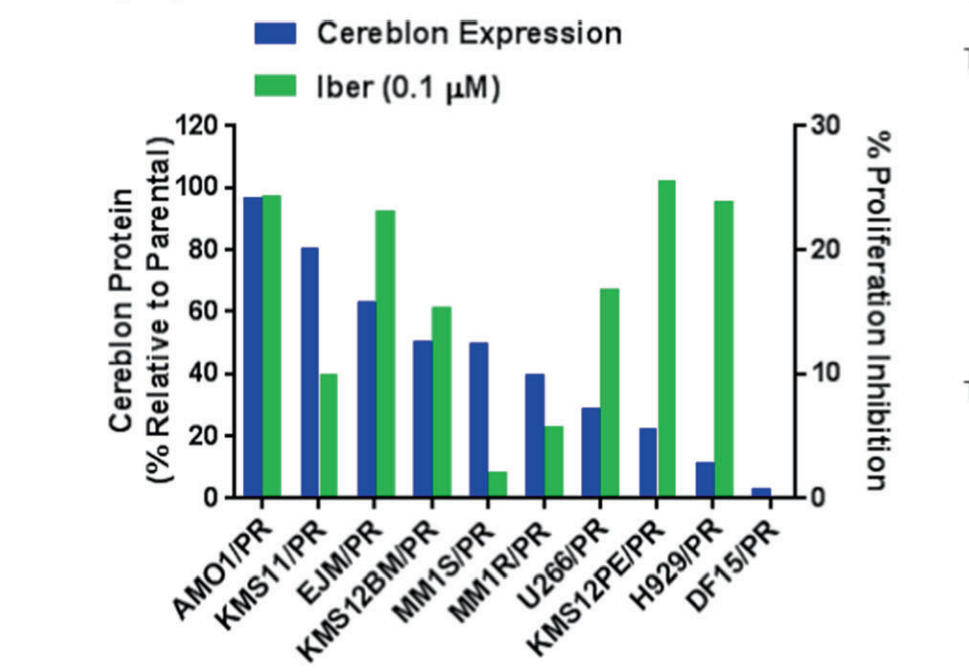 Cereblon Expression
Iber (0.1 μM)
Cereblon Protein
(% Relative to Parental)
120
100
80
60
40
20
0
30
20
10
0
% Proliferation Inhibition
AMO1/PR
KMS11/PR
EJM/PR
KMS12BM/PR
MM1S/PR
MM1R/PR
U266/PR
KMS12PE/PR
H929/PR
DF15/PR